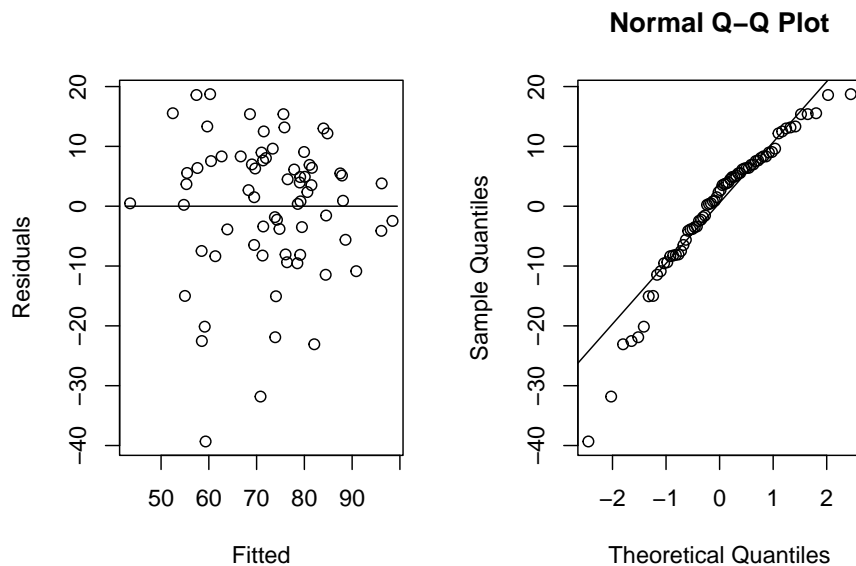 Normal Q−Q Plot
20
10
0
−10
−20
−30
−40
Residuals
50 60 70 80 90
Fitted
20
10
0
−10
−20
−30
−40
Sample Quantiles
−2 −1 0 1 2
Theoretical Quantiles